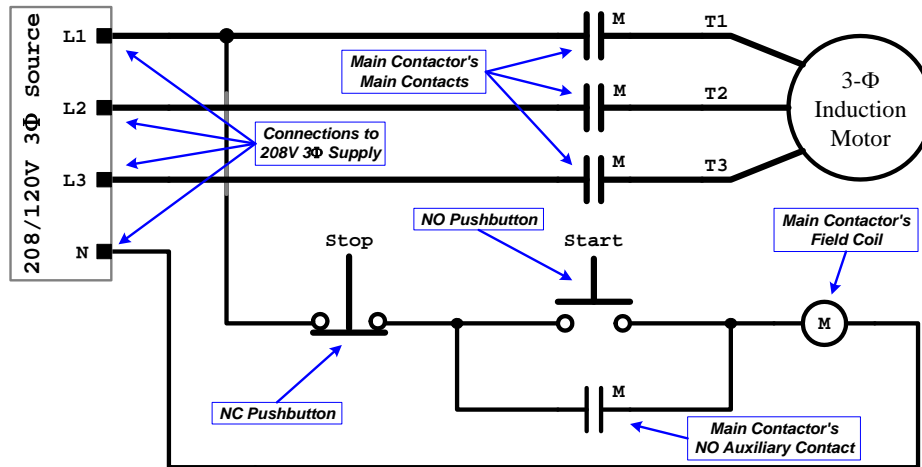 208/120V 3Φ Source
L1
L2
L3
N
M
T1
M
T2
M
T3
3-Φ
Induction
Motor
Main Contactor's
Main Contacts
Connections to
208V 3Φ Supply
Stop
NO Pushbutton
Start
Main Contactor's
Field Coil
M
NC Pushbutton
M
Main Contactor's
NO Auxiliary Contact